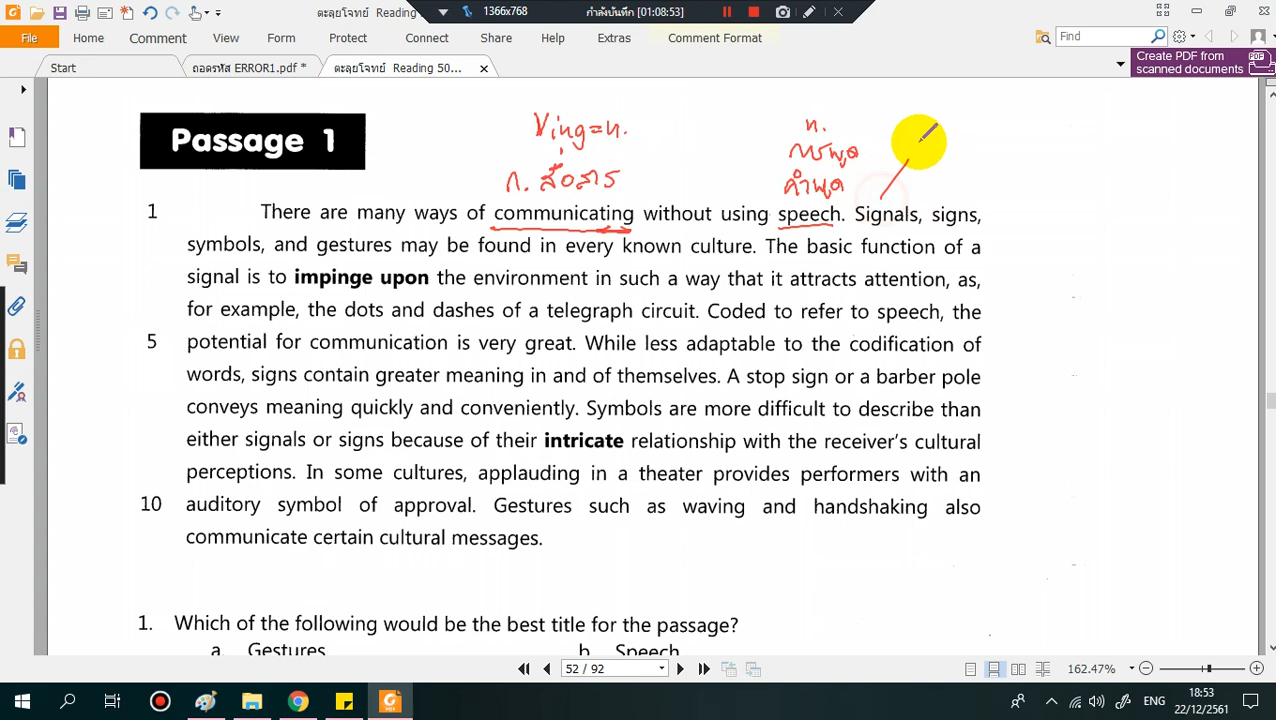 ตะลุยโจทย์ Reading
1366x768
กำลังบันทึก (01:08:53)
File
Home
Comment
View
Form
Protect
Connect
Share
Help
Extras
Comment Format
Find
Start
ถอดรหัส ERROR1.pdf *
ตะลุยโจทย์ Reading 50...
Create PDF from
scanned documents
Ving = n.
n.
การพูด
ก. สื่อสาร
คำพูด
Passage 1
1 There are many ways of communicating without using speech. Signals, signs,
symbols, and gestures may be found in every known culture. The basic function of a
signal is to impinge upon the environment in such a way that it attracts attention, as,
for example, the dots and dashes of a telegraph circuit. Coded to refer to speech, the
5 potential for communication is very great. While less adaptable to the codification of
words, signs contain greater meaning in and of themselves. A stop sign or a barber pole
conveys meaning quickly and conveniently. Symbols are more difficult to describe than
either signals or signs because of their intricate relationship with the receiver's cultural
perceptions. In some cultures, applauding in a theater provides performers with an
10 auditory symbol of approval. Gestures such as waving and handshaking also
communicate certain cultural messages.
1. Which of the following would be the best title for the passage?
a. Gestures b. Speech
52 / 92
162.47%
ENG
18:53
22/12/2561